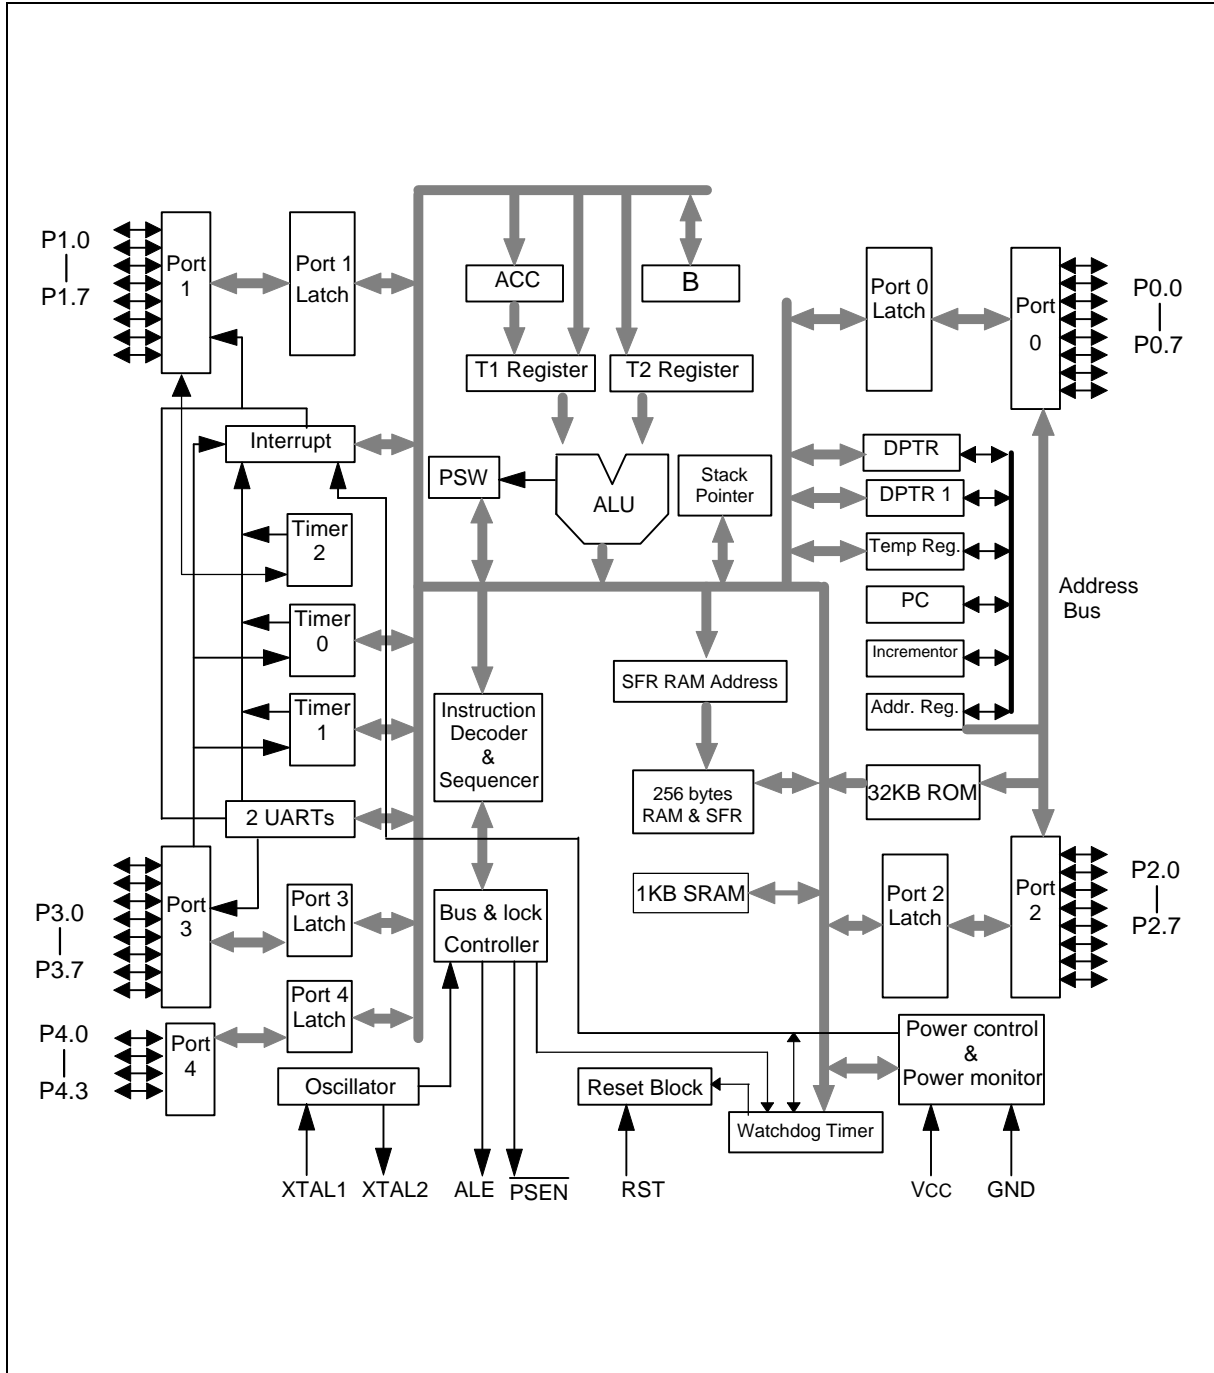 P1.0
P1.7
Port
1
Port 1
Latch
ACC
B
T1 Register
T2 Register
Port 0
Latch
Port
0
P0.0
P0.7
Interrupt
PSW
ALU
Stack
Pointer
DPTR
DPTR 1
Temp Reg.
PC
Incrementor
Addr. Reg.
Address
Bus
Timer
2
Timer
0
Timer
1
Instruction
Decoder
&
Sequencer
SFR RAM Address
256 bytes
RAM & SFR
32KB ROM
2 UARTs
1KB SRAM
P3.0
P3.7
Port
3
Port 3
Latch
Bus & lock
Controller
Port 2
Latch
Port
2
P2.0
P2.7
P4.0
P4.3
Port
4
Port 4
Latch
Oscillator
Reset Block
Watchdog Timer
Power control
&
Power monitor
XTAL1
XTAL2
ALE
PSEN
RST
VCC
GND